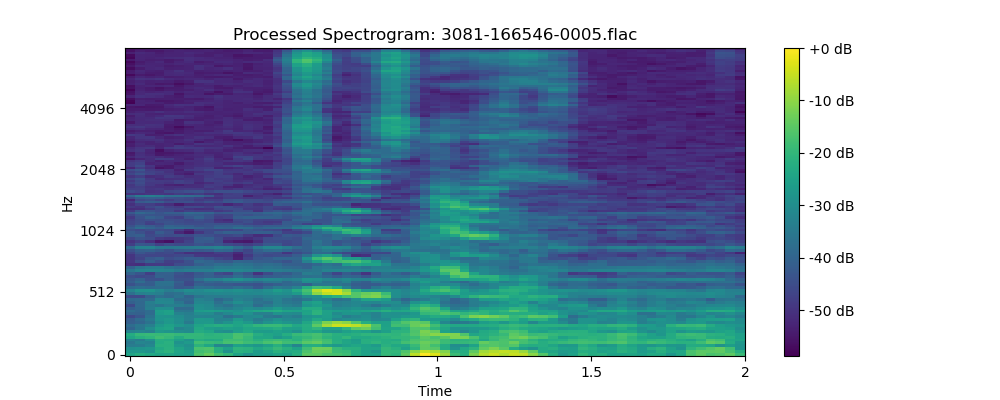 Processed Spectrogram: 3081-166546-0005.flac
Hz
4096
2048
1024
512
0
0 0.5 1 1.5 2
Time
+0 dB
-10 dB
-20 dB
-30 dB
-40 dB
-50 dB